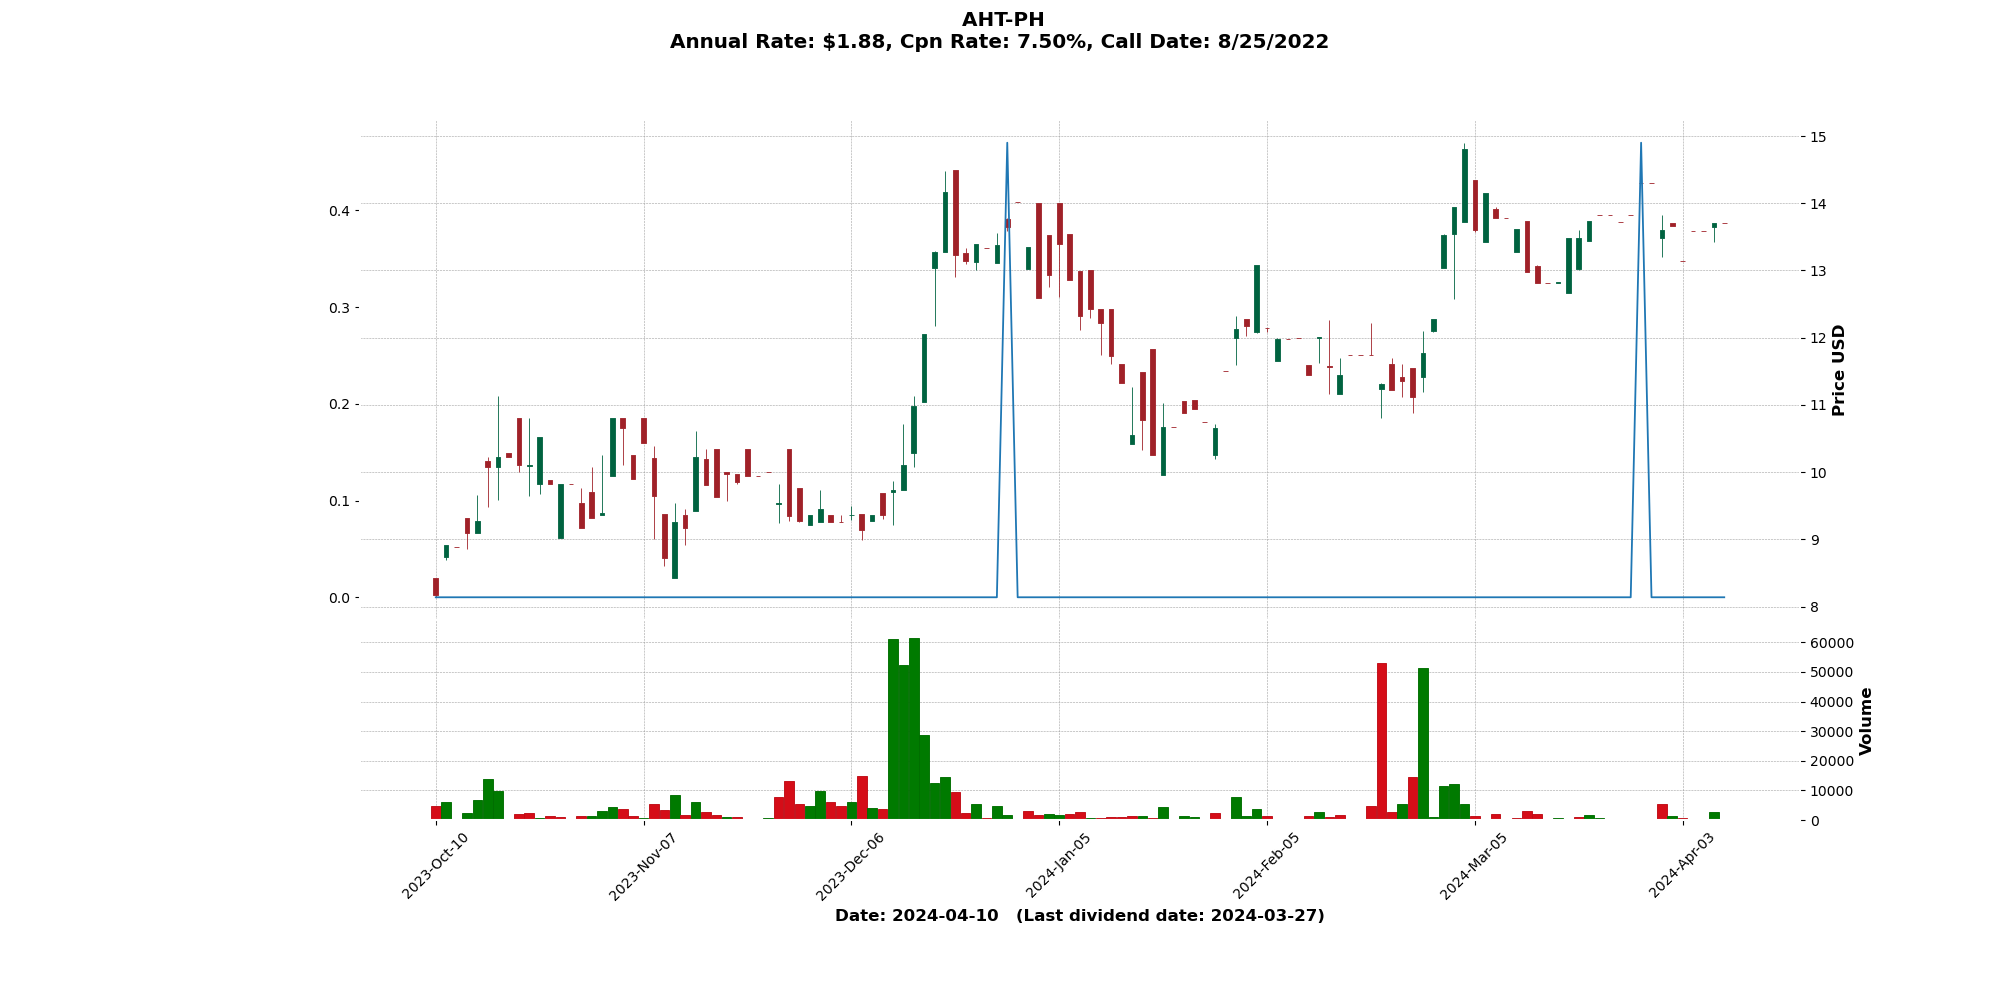 AHT-PH
Annual Rate: $1.88, Cpn Rate: 7.50%, Call Date: 8/25/2022
0.4
0.3
0.2
0.1
0.0
15
14
13
12
11
10
9
8
Price USD
60000
50000
40000
30000
20000
10000
0
Volume
2023-Oct-10
2023-Nov-07
2023-Dec-06
2024-Jan-05
2024-Feb-05
2024-Mar-05
2024-Apr-03
Date: 2024-04-10 (Last dividend date: 2024-03-27)